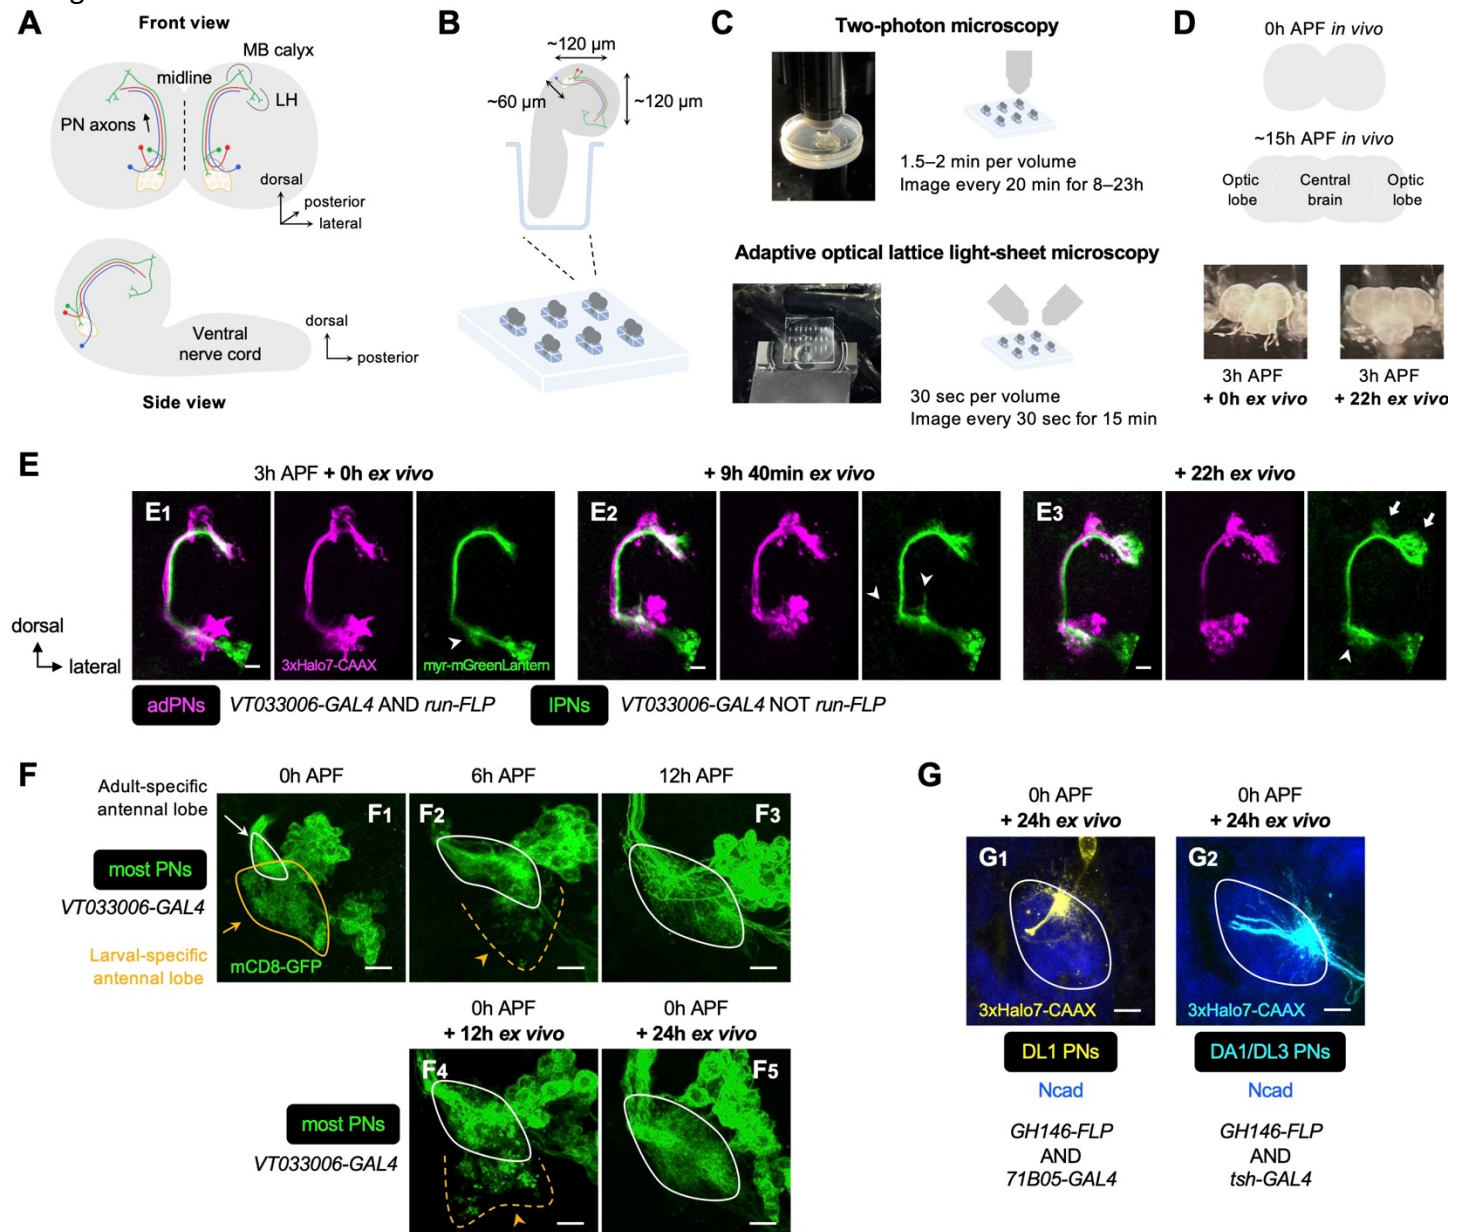 A
Front view
MB calyx
midline
LH
PN axons
dorsal
posterior
lateral
Ventral
nerve cord
dorsal
posterior
Side view
B
~120 µm
~60 µm
~120 µm
C
Two-photon microscopy
1.5–2 min per volume
Image every 20 min for 8–23h
Adaptive optical lattice light-sheet microscopy
30 sec per volume
Image every 30 sec for 15 min
D
0h APF in vivo
~15h APF in vivo
Optic
lobe
Central
brain
Optic
lobe
3h APF
+ 0h ex vivo
3h APF
+ 22h ex vivo
E
3h APF + 0h ex vivo
+ 9h 40min ex vivo
+ 22h ex vivo
E1
E2
E3
dorsal
lateral
3xHalo7-CAAX
myr-mGreenLantern
adPNs
VT033006-GAL4 AND run-FLP
lPNs
VT033006-GAL4 NOT run-FLP
F
0h APF
6h APF
12h APF
Adult-specific
antennal lobe
F1
F2
F3
most PNs
VT033006-GAL4
Larval-specific
antennal lobe
mCD8-GFP
0h APF
+ 12h ex vivo
0h APF
+ 24h ex vivo
F4
F5
most PNs
VT033006-GAL4
G
0h APF
+ 24h ex vivo
0h APF
+ 24h ex vivo
G1
G2
3xHalo7-CAAX
3xHalo7-CAAX
DL1 PNs
DA1/DL3 PNs
Ncad
Ncad
GH146-FLP
AND
71B05-GAL4
GH146-FLP
AND
tsh-GAL4